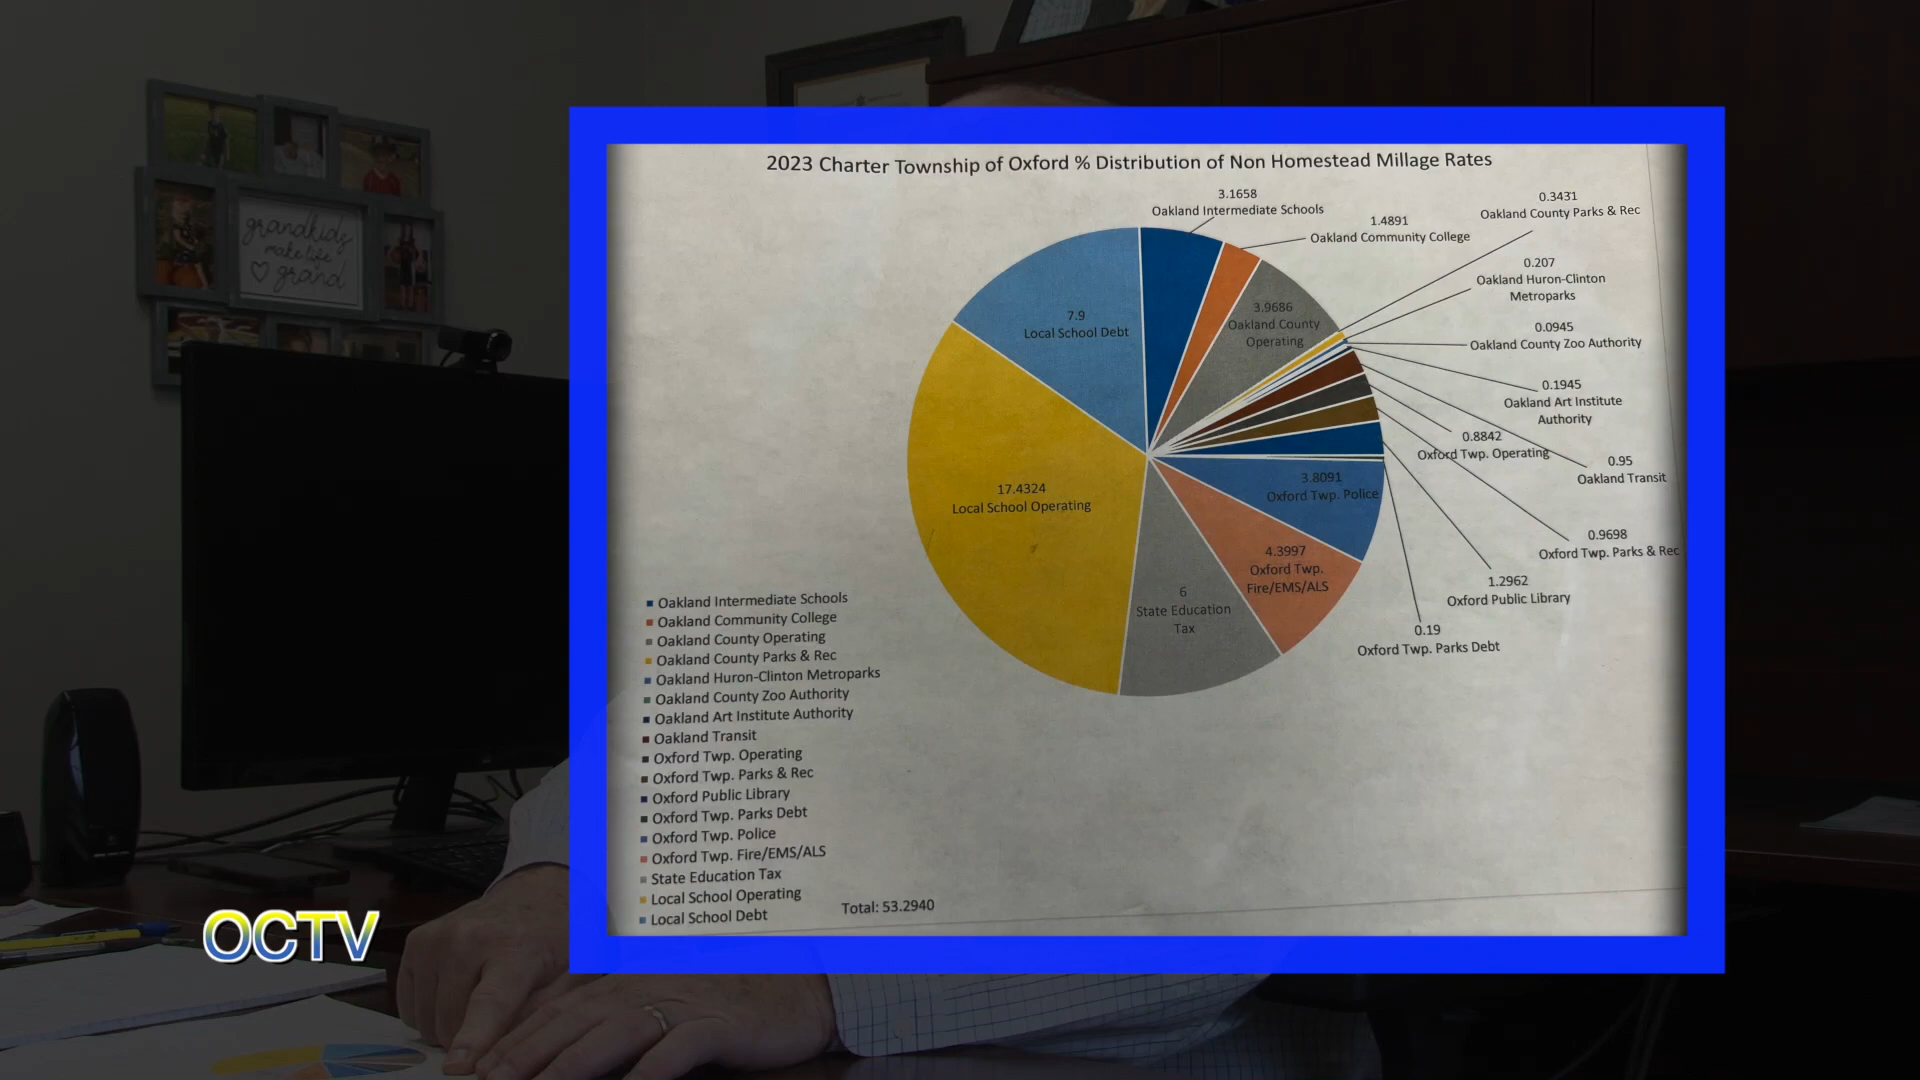 grandkids
make life
grand
2023 Charter Township of Oxford % Distribution of Non Homestead Millage Rates
3.1658
Oakland Intermediate Schools
1.4891
Oakland Community College
0.3431
Oakland County Parks & Rec
0.207
Oakland Huron-Clinton
Metroparks
0.0945
Oakland County Zoo Authority
0.1945
Oakland Art Institute
Authority
0.8842
Oxford Twp. Operating
0.95
Oakland Transit
0.9698
Oxford Twp. Parks & Rec
1.2962
Oxford Public Library
0.19
Oxford Twp. Parks Debt
3.9686
Oakland County
Operating
7.9
Local School Debt
17.4324
Local School Operating
3.8091
Oxford Twp. Police
4.3997
Oxford Twp.
Fire/EMS/ALS
6
State Education
Tax
Oakland Intermediate Schools
Oakland Community College
Oakland County Operating
Oakland County Parks & Rec
Oakland Huron-Clinton Metroparks
Oakland County Zoo Authority
Oakland Art Institute Authority
Oakland Transit
Oxford Twp. Operating
Oxford Twp. Parks & Rec
Oxford Public Library
Oxford Twp. Parks Debt
Oxford Twp. Police
Oxford Twp. Fire/EMS/ALS
State Education Tax
Local School Operating
Local School Debt
Total: 53.2940
OCTV